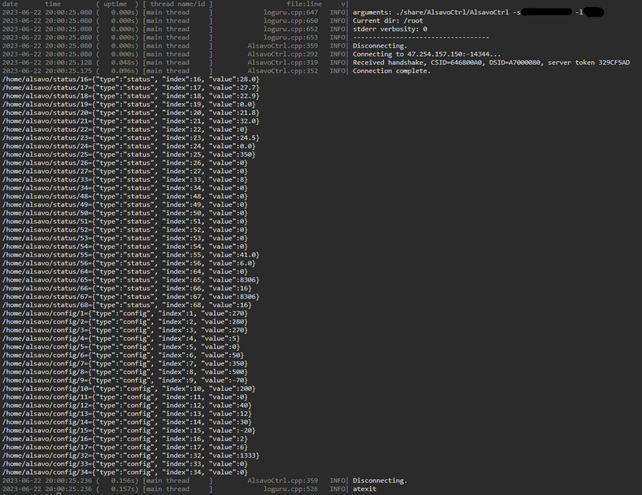 date time ( uptime ) [ thread name/id ] file:line v|
2023-06-22 20:00:25.080 ( 0.000s) [main thread ] loguru.cpp:647 INFO| arguments: ./share/AlsavoCtrl/AlsavoCtrl -s -l
2023-06-22 20:00:25.080 ( 0.000s) [main thread ] loguru.cpp:650 INFO| Current dir: /root
2023-06-22 20:00:25.080 ( 0.000s) [main thread ] loguru.cpp:652 INFO| stderr verbosity: 0
2023-06-22 20:00:25.080 ( 0.000s) [main thread ] loguru.cpp:653 INFO| -----------------------------------
2023-06-22 20:00:25.080 ( 0.000s) [main thread ] AlsavoCtrl.cpp:359 INFO| Disconnecting.
2023-06-22 20:00:25.080 ( 0.000s) [main thread ] AlsavoCtrl.cpp:292 INFO| Connecting to 47.254.157.150:-14344...
2023-06-22 20:00:25.128 ( 0.048s) [main thread ] AlsavoCtrl.cpp:319 INFO| Received handshake, CSID=646800A0, DSID=A7000080, server token 329CF5AD
2023-06-22 20:00:25.175 ( 0.096s) [main thread ] AlsavoCtrl.cpp:352 INFO| Connection complete.
/home/alsavo/status/16={"type":"status", "index":16, "value":28.0}
/home/alsavo/status/17={"type":"status", "index":17, "value":27.7}
/home/alsavo/status/18={"type":"status", "index":18, "value":22.9}
/home/alsavo/status/19={"type":"status", "index":19, "value":0.0}
/home/alsavo/status/20={"type":"status", "index":20, "value":21.8}
/home/alsavo/status/21={"type":"status", "index":21, "value":32.0}
/home/alsavo/status/22={"type":"status", "index":22, "value":0}
/home/alsavo/status/23={"type":"status", "index":23, "value":24.5}
/home/alsavo/status/24={"type":"status", "index":24, "value":0.0}
/home/alsavo/status/25={"type":"status", "index":25, "value":350}
/home/alsavo/status/26={"type":"status", "index":26, "value":0}
/home/alsavo/status/27={"type":"status", "index":27, "value":0}
/home/alsavo/status/33={"type":"status", "index":33, "value":8}
/home/alsavo/status/34={"type":"status", "index":34, "value":0}
/home/alsavo/status/48={"type":"status", "index":48, "value":0}
/home/alsavo/status/49={"type":"status", "index":49, "value":0}
/home/alsavo/status/50={"type":"status", "index":50, "value":0}
/home/alsavo/status/51={"type":"status", "index":51, "value":0}
/home/alsavo/status/52={"type":"status", "index":52, "value":0}
/home/alsavo/status/53={"type":"status", "index":53, "value":0}
/home/alsavo/status/54={"type":"status", "index":54, "value":0}
/home/alsavo/status/55={"type":"status", "index":55, "value":41.0}
/home/alsavo/status/56={"type":"status", "index":56, "value":6.0}
/home/alsavo/status/64={"type":"status", "index":64, "value":0}
/home/alsavo/status/65={"type":"status", "index":65, "value":8306}
/home/alsavo/status/66={"type":"status", "index":66, "value":16}
/home/alsavo/status/67={"type":"status", "index":67, "value":8306}
/home/alsavo/status/68={"type":"status", "index":68, "value":16}
/home/alsavo/config/1={"type":"config", "index":1, "value":270}
/home/alsavo/config/2={"type":"config", "index":2, "value":280}
/home/alsavo/config/3={"type":"config", "index":3, "value":270}
/home/alsavo/config/4={"type":"config", "index":4, "value":5}
/home/alsavo/config/5={"type":"config", "index":5, "value":0}
/home/alsavo/config/6={"type":"config", "index":6, "value":50}
/home/alsavo/config/7={"type":"config", "index":7, "value":350}
/home/alsavo/config/8={"type":"config", "index":8, "value":500}
/home/alsavo/config/9={"type":"config", "index":9, "value":-70}
/home/alsavo/config/10={"type":"config", "index":10, "value":200}
/home/alsavo/config/11={"type":"config", "index":11, "value":0}
/home/alsavo/config/12={"type":"config", "index":12, "value":40}
/home/alsavo/config/13={"type":"config", "index":13, "value":12}
/home/alsavo/config/14={"type":"config", "index":14, "value":30}
/home/alsavo/config/15={"type":"config", "index":15, "value":-20}
/home/alsavo/config/16={"type":"config", "index":16, "value":2}
/home/alsavo/config/17={"type":"config", "index":17, "value":6}
/home/alsavo/config/32={"type":"config", "index":32, "value":1333}
/home/alsavo/config/33={"type":"config", "index":33, "value":0}
/home/alsavo/config/34={"type":"config", "index":34, "value":0}
2023-06-22 20:00:25.236 ( 0.156s) [main thread ] AlsavoCtrl.cpp:359 INFO| Disconnecting.
2023-06-22 20:00:25.236 ( 0.157s) [main thread ] loguru.cpp:526 INFO| atexit